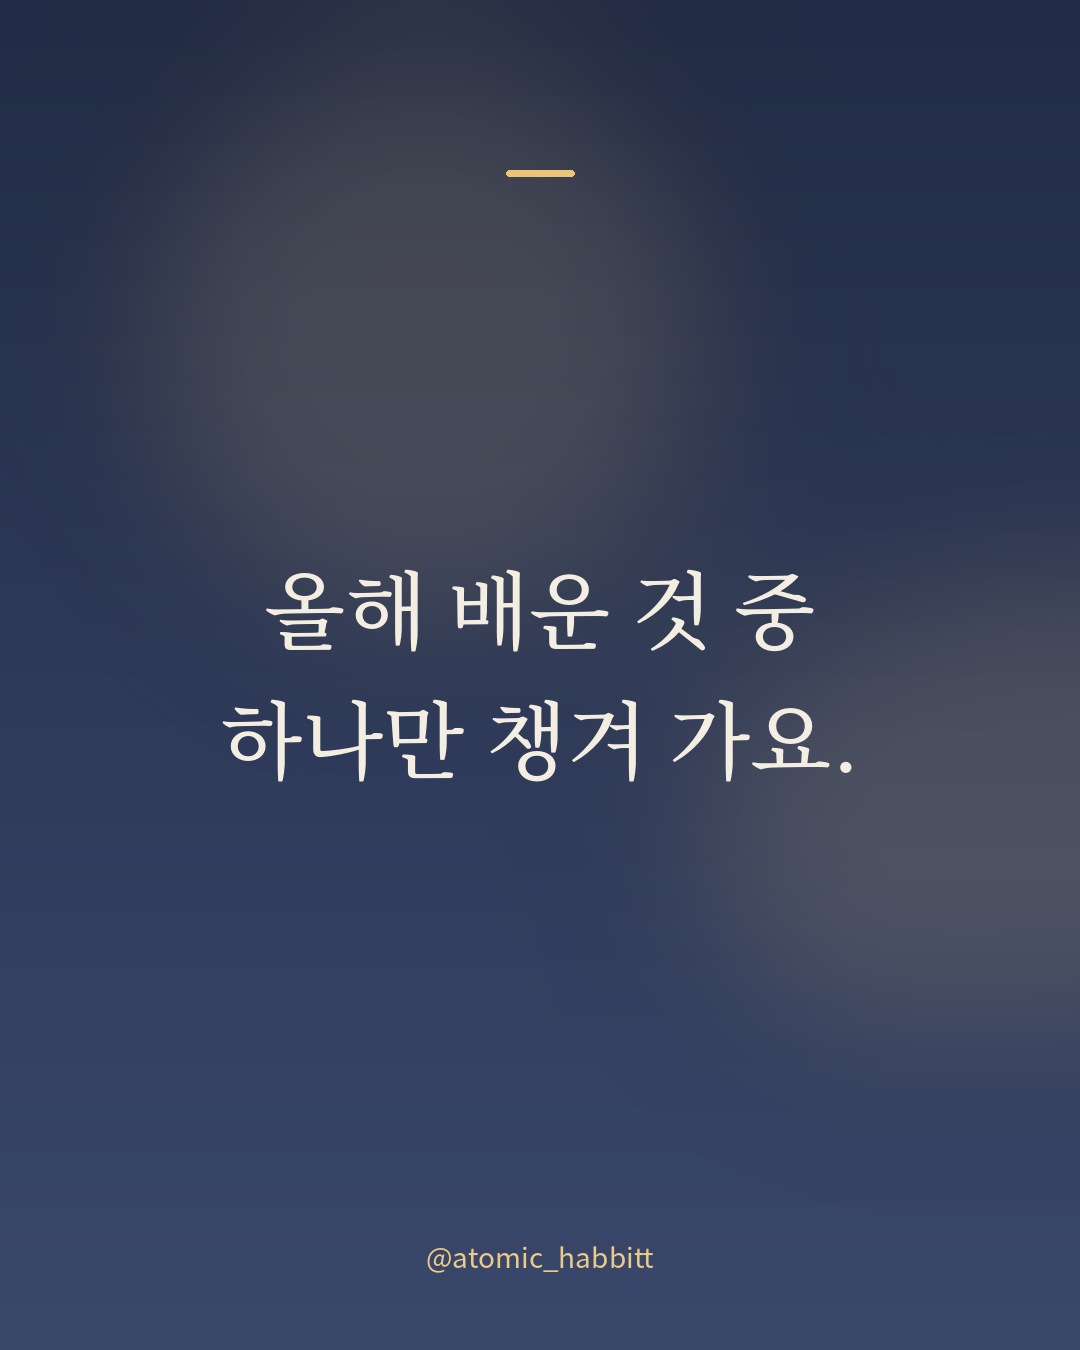 올해 배운 것 중
하나만 챙겨 가요.
@atomic_habbitt